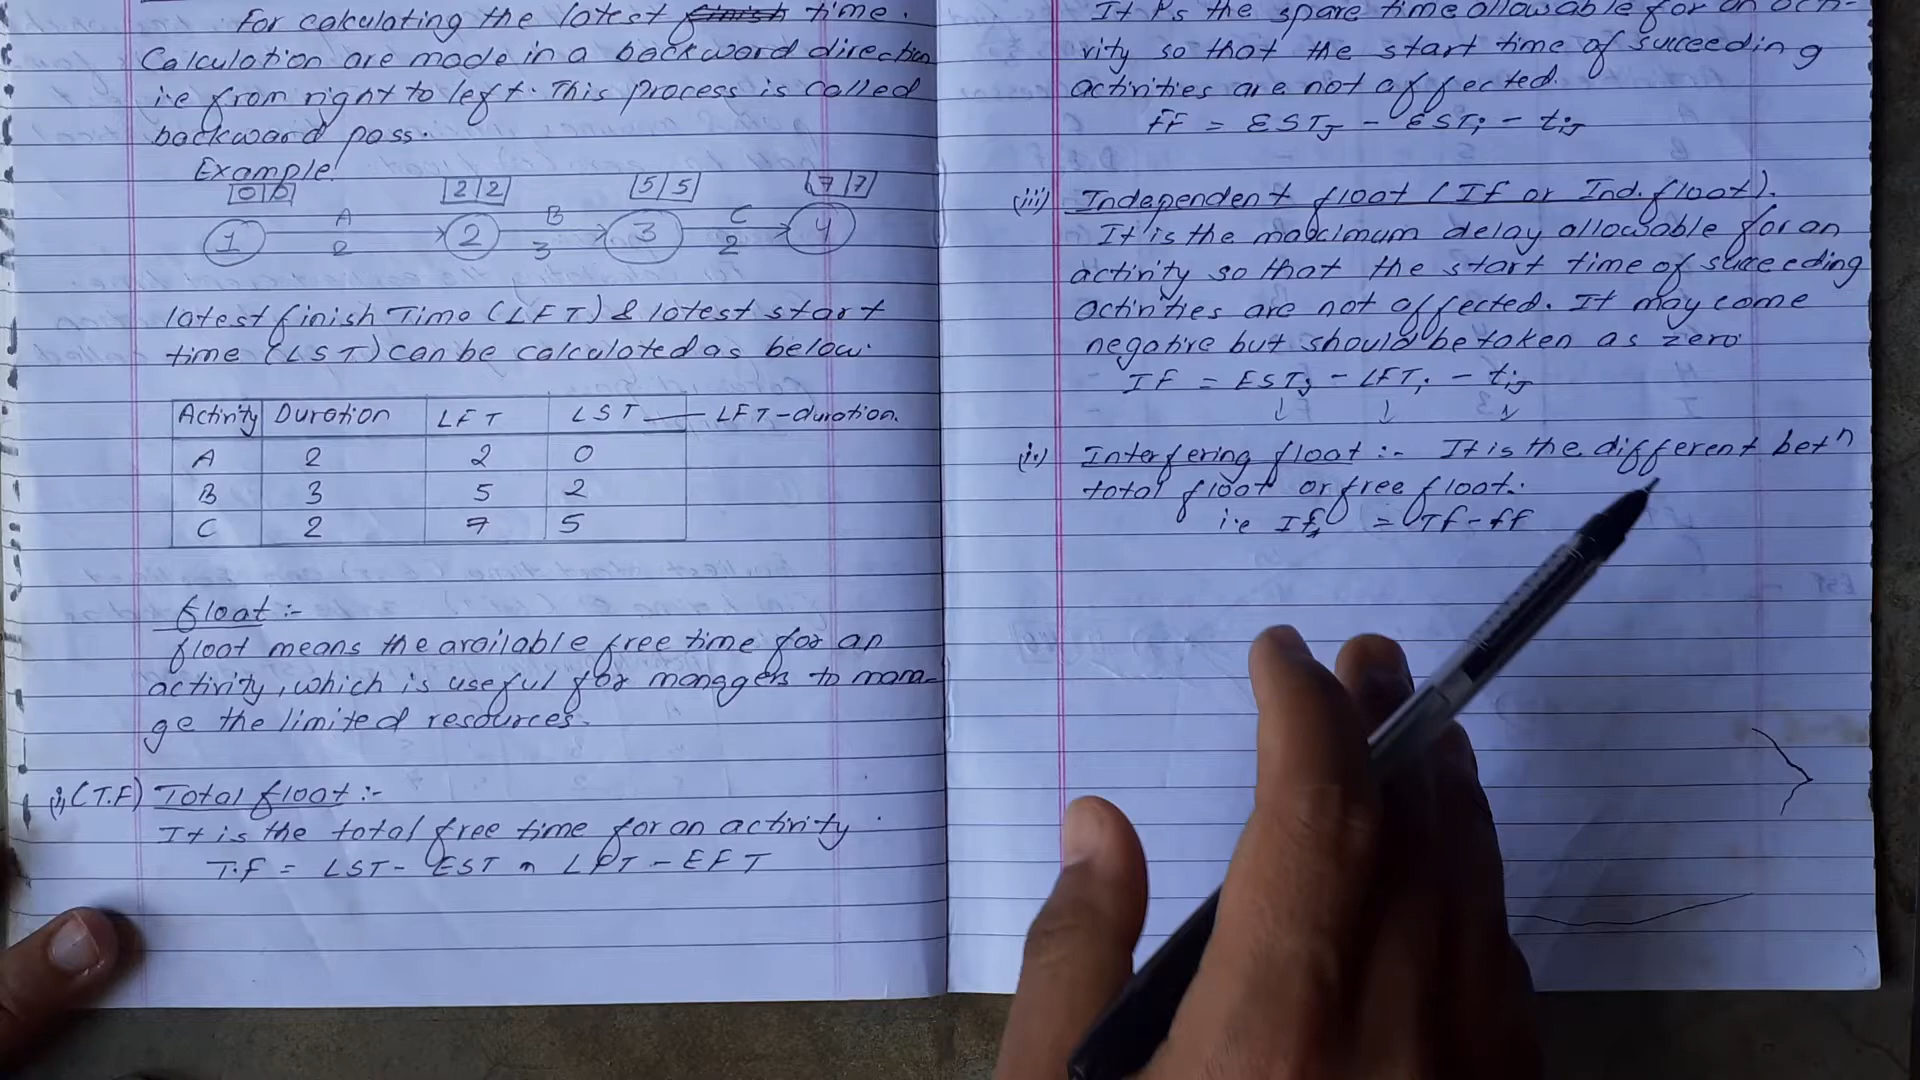 For calculating the latest finish time.
Calculation are made in a backward direction
i.e from right to left. This process is called
backward pass.
Example!
0 0 2 2 5 5 7 7
1 A 2 2 B 3 3 C 2 4
latest finish Time (LFT) & latest start
time (LST) can be calculated as below.
Activity Duration LFT LST — LFT-duration.
A 2 2 0
B 3 5 2
C 2 7 5
float :-
float means the available free time for an
activity, which is useful for managers to mana-
ge the limited resources.
(i) (T.F) Total float :-
It is the total free time for an activity.
T.F = LST - EST or LFT - EFT
It is the spare time allowable for an acti-
vity so that the start time of succeeding
activities are not affected.
FF = ESTj - ESTi - tij
(iii) Independent float (If or Ind. float).
It is the maximum delay allowable for an
activity so that the start time of succeeding
activities are not affected. It may come
negative but should be taken as zero
IF = ESTj - LFTi - tij
(iv) Interfering float :- It is the different betn
total float or free float.
i.e If = Tf - ff